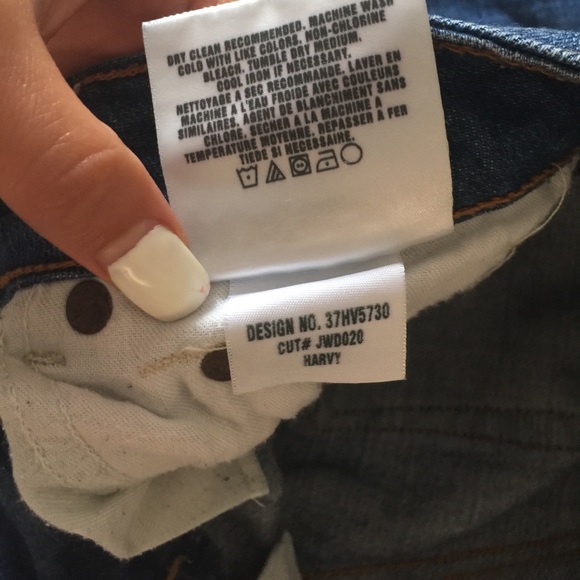 DRY CLEAN RECOMMENDED. MACHINE WASH
COLD WITH LIKE COLORS. NON-CHLORINE
BLEACH. TUMBLE DRY MEDIUM.
COOL IRON IF NECESSARY.
NETTOYAGE A SEC RECOMMANDE. LAVER EN
MACHINE A L'EAU FROIDE AVEC COULEURS
SIMILAIRES. AGENT DE BLANCHIMENT SANS
CHLORE. SECHER A LA MACHINE A
TEMPERATURE MOYENNE. REPASSER A FER
TIEDE SI NECESSAIRE.
DESIGN NO. 37HV5730
CUT# JWD020
HARVY